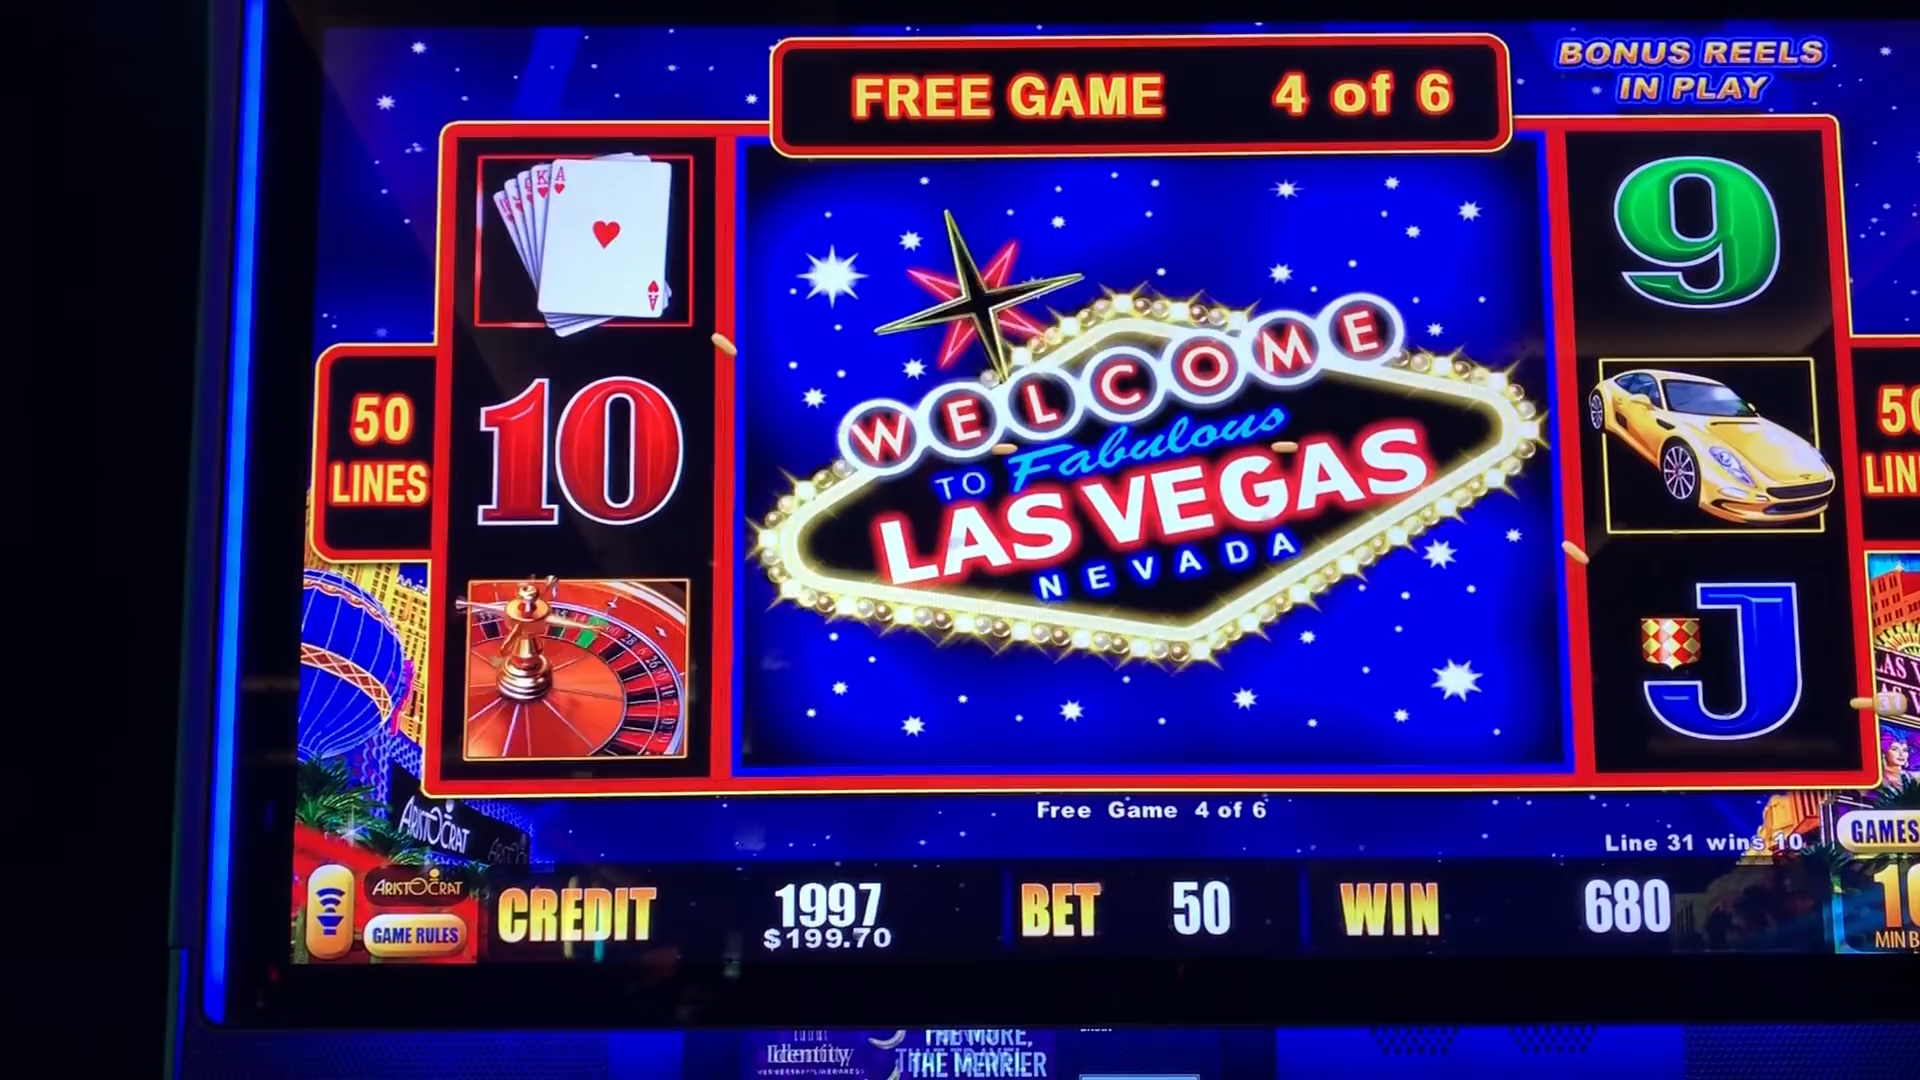 FREE GAME 4 of 6
BONUS REELS
IN PLAY
K A
A
9
50
LINES
10
WELCOME
TO Fabulous
LAS VEGAS
NEVADA
J
ARISTOCRAT
Free Game 4 of 6
Line 31 wins 10
GAMES
ARISTOCRAT
GAME RULES
CREDIT 1997
$199.70
BET 50
WIN 680
MIN B
Identity
THE MORE,
THE MERRIER